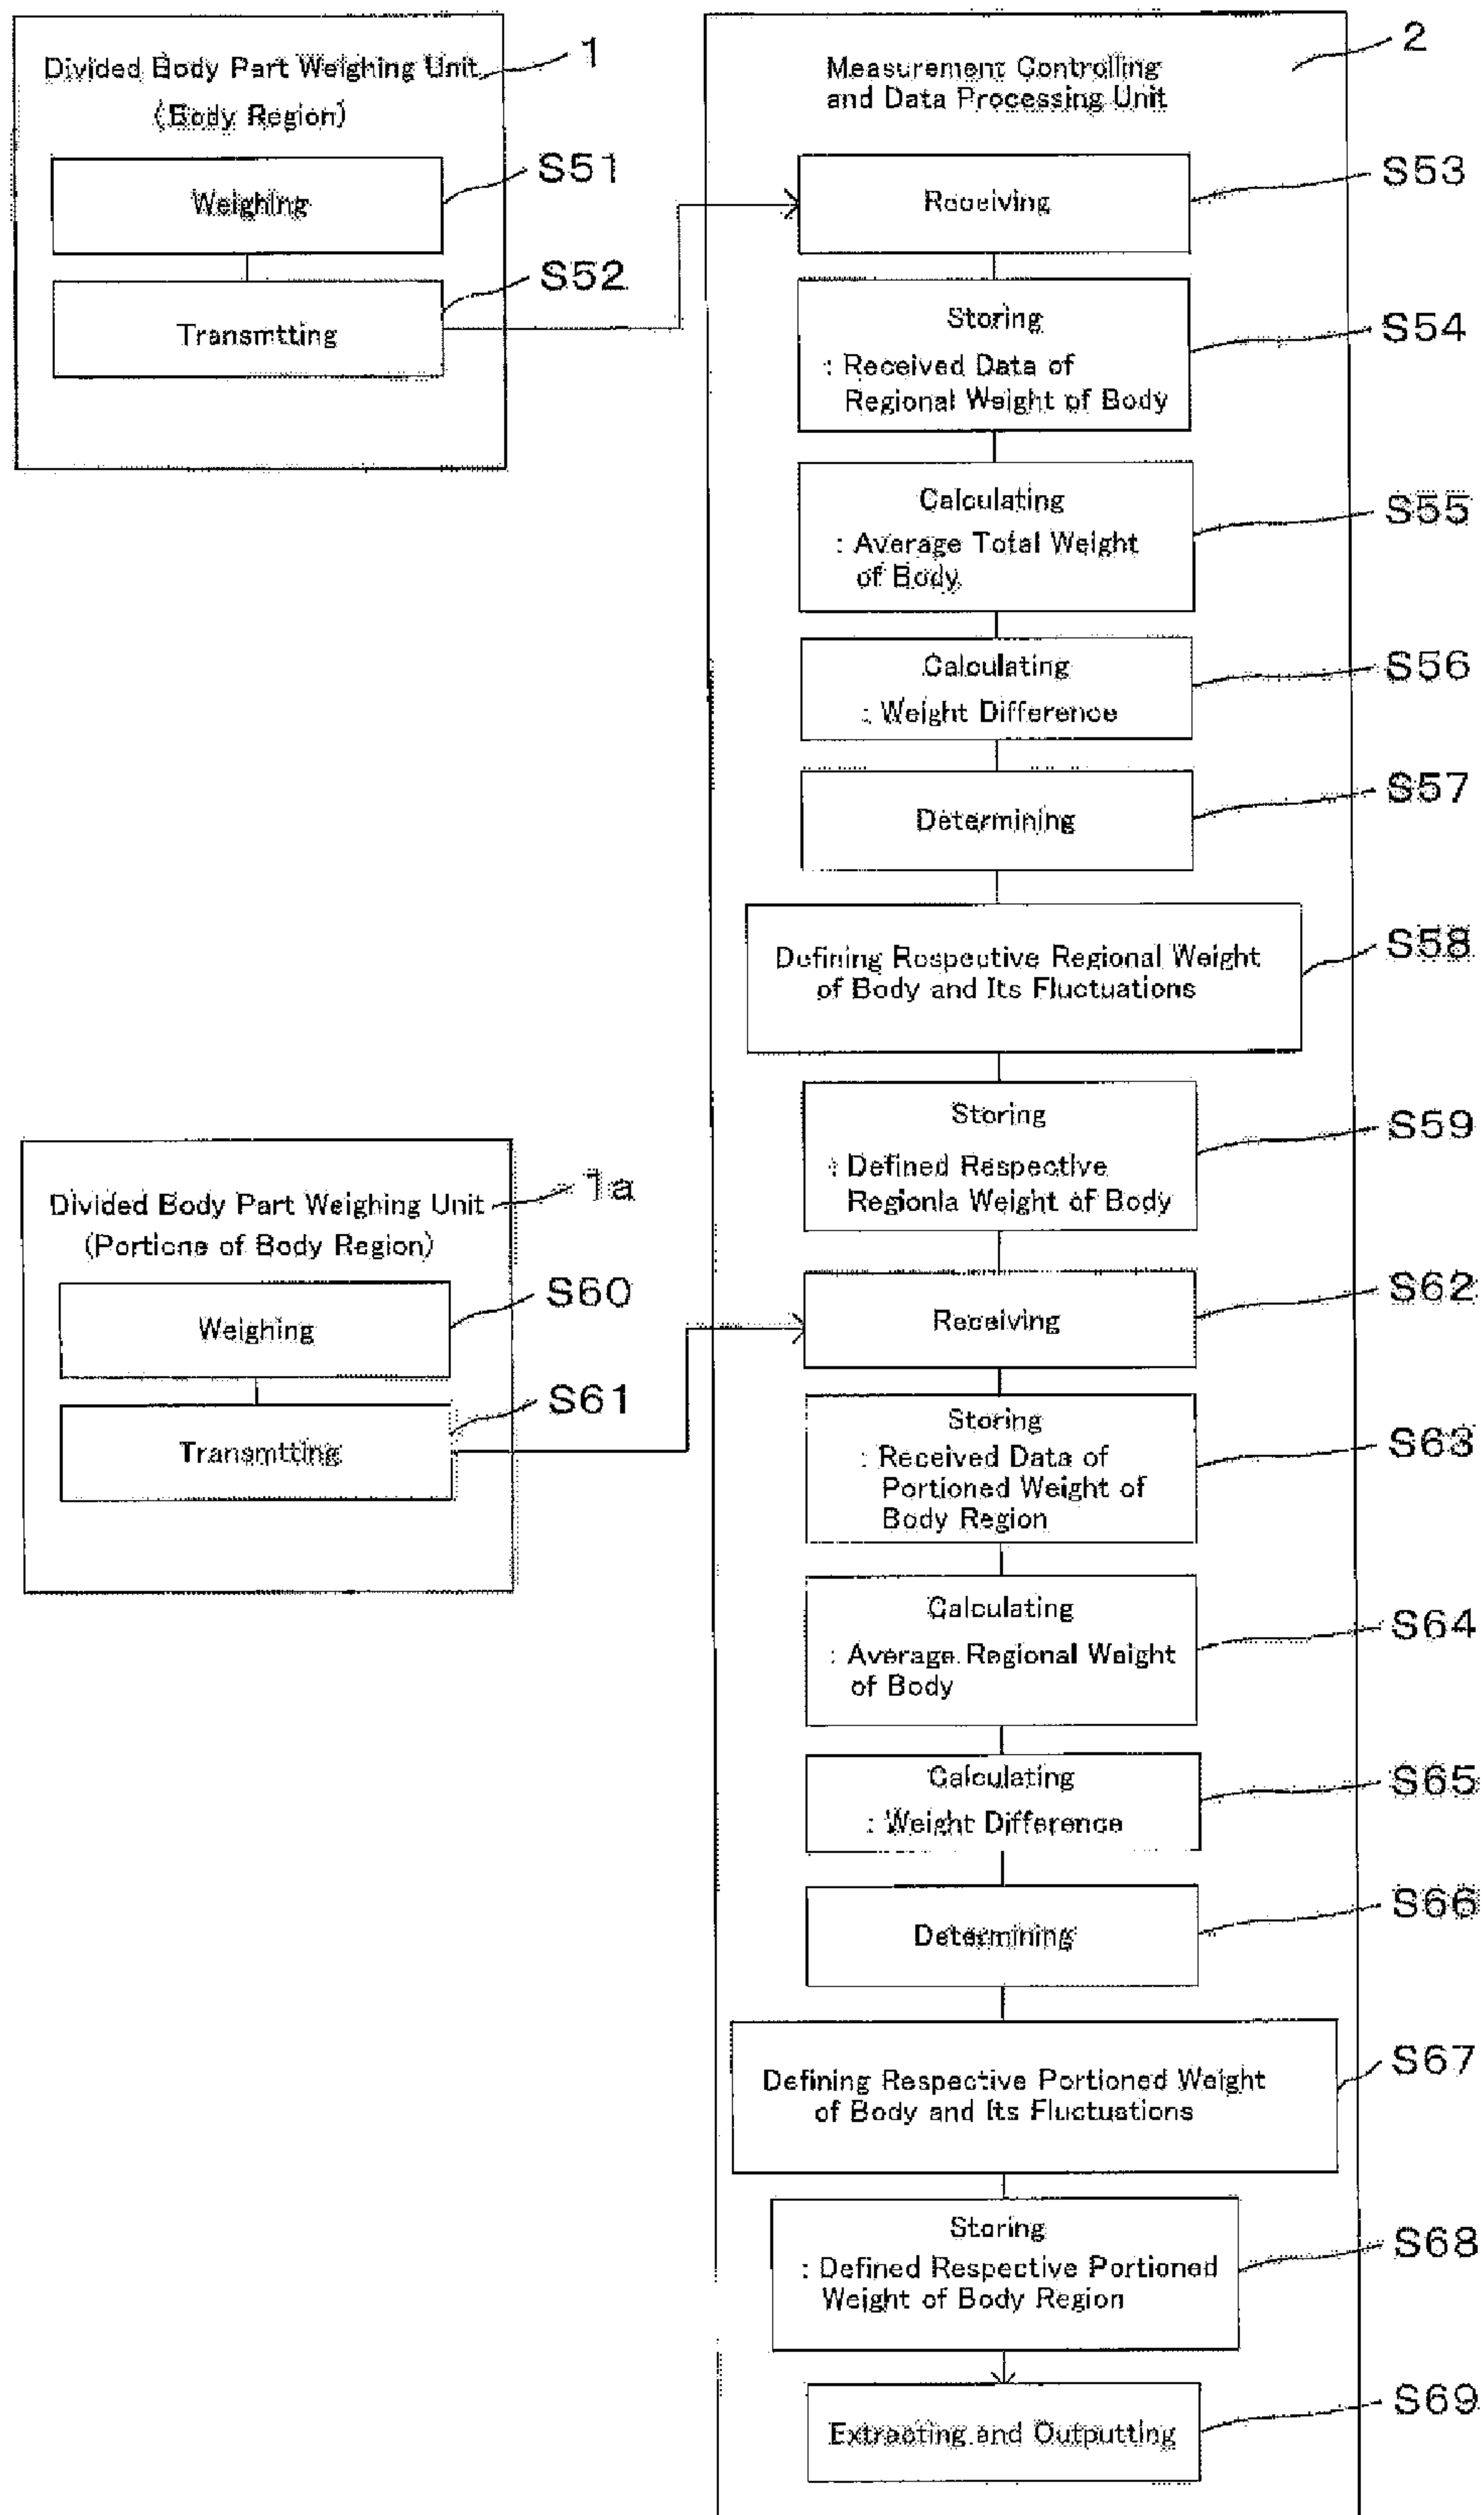 Divided Body Part Weighing Unit
(Body Region)
1
Weighing
S51
Transmtting
S52
2
Measurement Controlling
and Data Processing Unit
Receiving
S53
Storing
: Received Data of
Regional Weight of Body
S54
Calculating
: Average Total Weight
of Body
S55
Calculating
: Weight Difference
S56
Determining
S57
Defining Respective Regional Weight
of Body and Its Fluctuations
S58
Storing
: Defined Respective
Regionla Weight of Body
S59
Divided Body Part Weighing Unit
(Portions of Body Region)
1a
Weighing
S60
Transmtting
S61
Receiving
S62
Storing
: Received Data of
Portioned Weight of
Body Region
S63
Calculating
: Average Regional Weight
of Body
S64
Calculating
: Weight Difference
S65
Determining
S66
Defining Respective Portioned Weight
of Body and Its Fluctuations
S67
Storing
: Defined Respective Portioned
Weight of Body Region
S68
Extracting and Outputting
S69